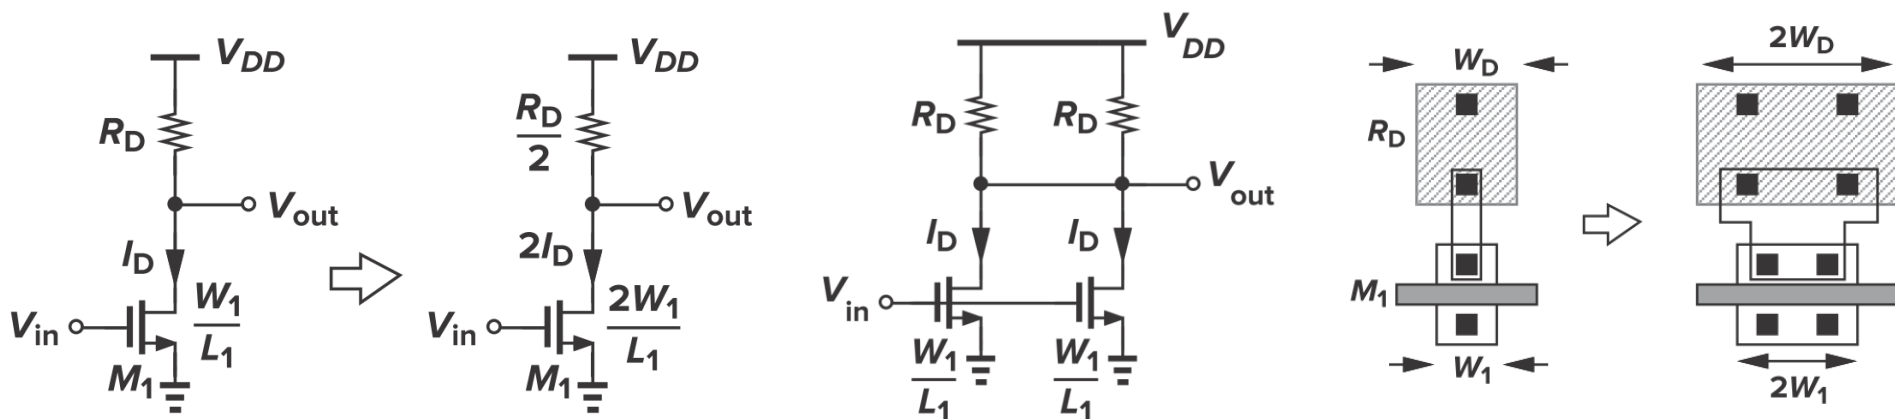 V_DD
R_D
V_out
I_D
V_in
W_1
L_1
M_1
V_DD
R_D
2
V_out
2I_D
V_in
2W_1
L_1
M_1
V_DD
R_D
R_D
V_out
I_D
I_D
V_in
W_1
L_1
W_1
L_1
W_D
R_D
M_1
W_1
2W_D
2W_1